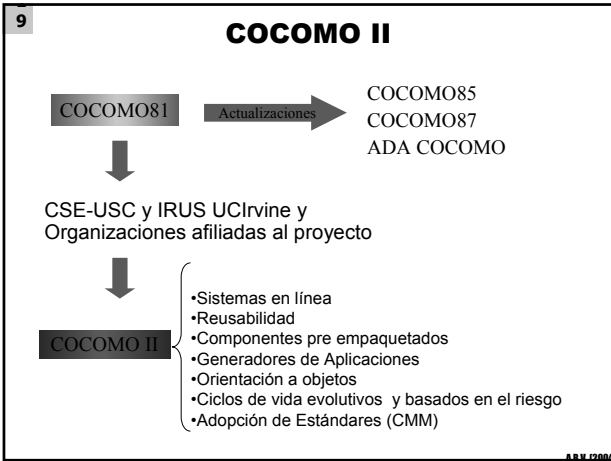 9
COCOMO II
COCOMO81
Actualizaciones
COCOMO85
COCOMO87
ADA COCOMO
CSE-USC y IRUS UCIrvine y
Organizaciones afiliadas al proyecto
COCOMO II
•Sistemas en línea
•Reusabilidad
•Componentes pre empaquetados
•Generadores de Aplicaciones
•Orientación a objetos
•Ciclos de vida evolutivos y basados en el riesgo
•Adopción de Estándares (CMM)